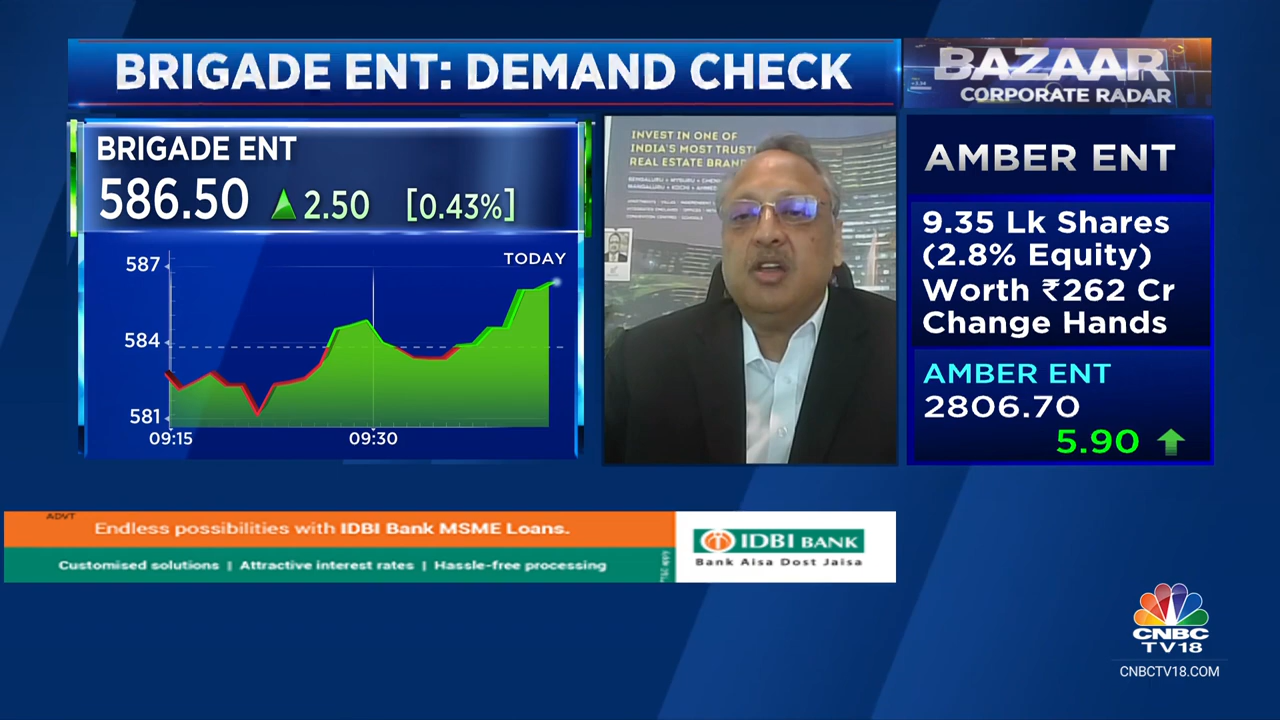 BRIGADE ENT: DEMAND CHECK
BAZAAR
CORPORATE RADAR
BRIGADE ENT
586.50 ▲ 2.50 [0.43%]
TODAY
587
584
581
09:15
09:30
INVEST IN ONE OF
INDIA'S MOST
REAL ESTATE
AMBER ENT
9.35 Lk Shares
(2.8% Equity)
Worth ₹262 Cr
Change Hands
AMBER ENT
2806.70
5.90
ADVT
Endless possibilities with IDBI Bank MSME Loans.
Customised solutions | Attractive interest rates | Hassle-free processing
IDBI BANK
Bank Aisa Dost Jaisa
CNBC
TV18
CNBCTV18.COM